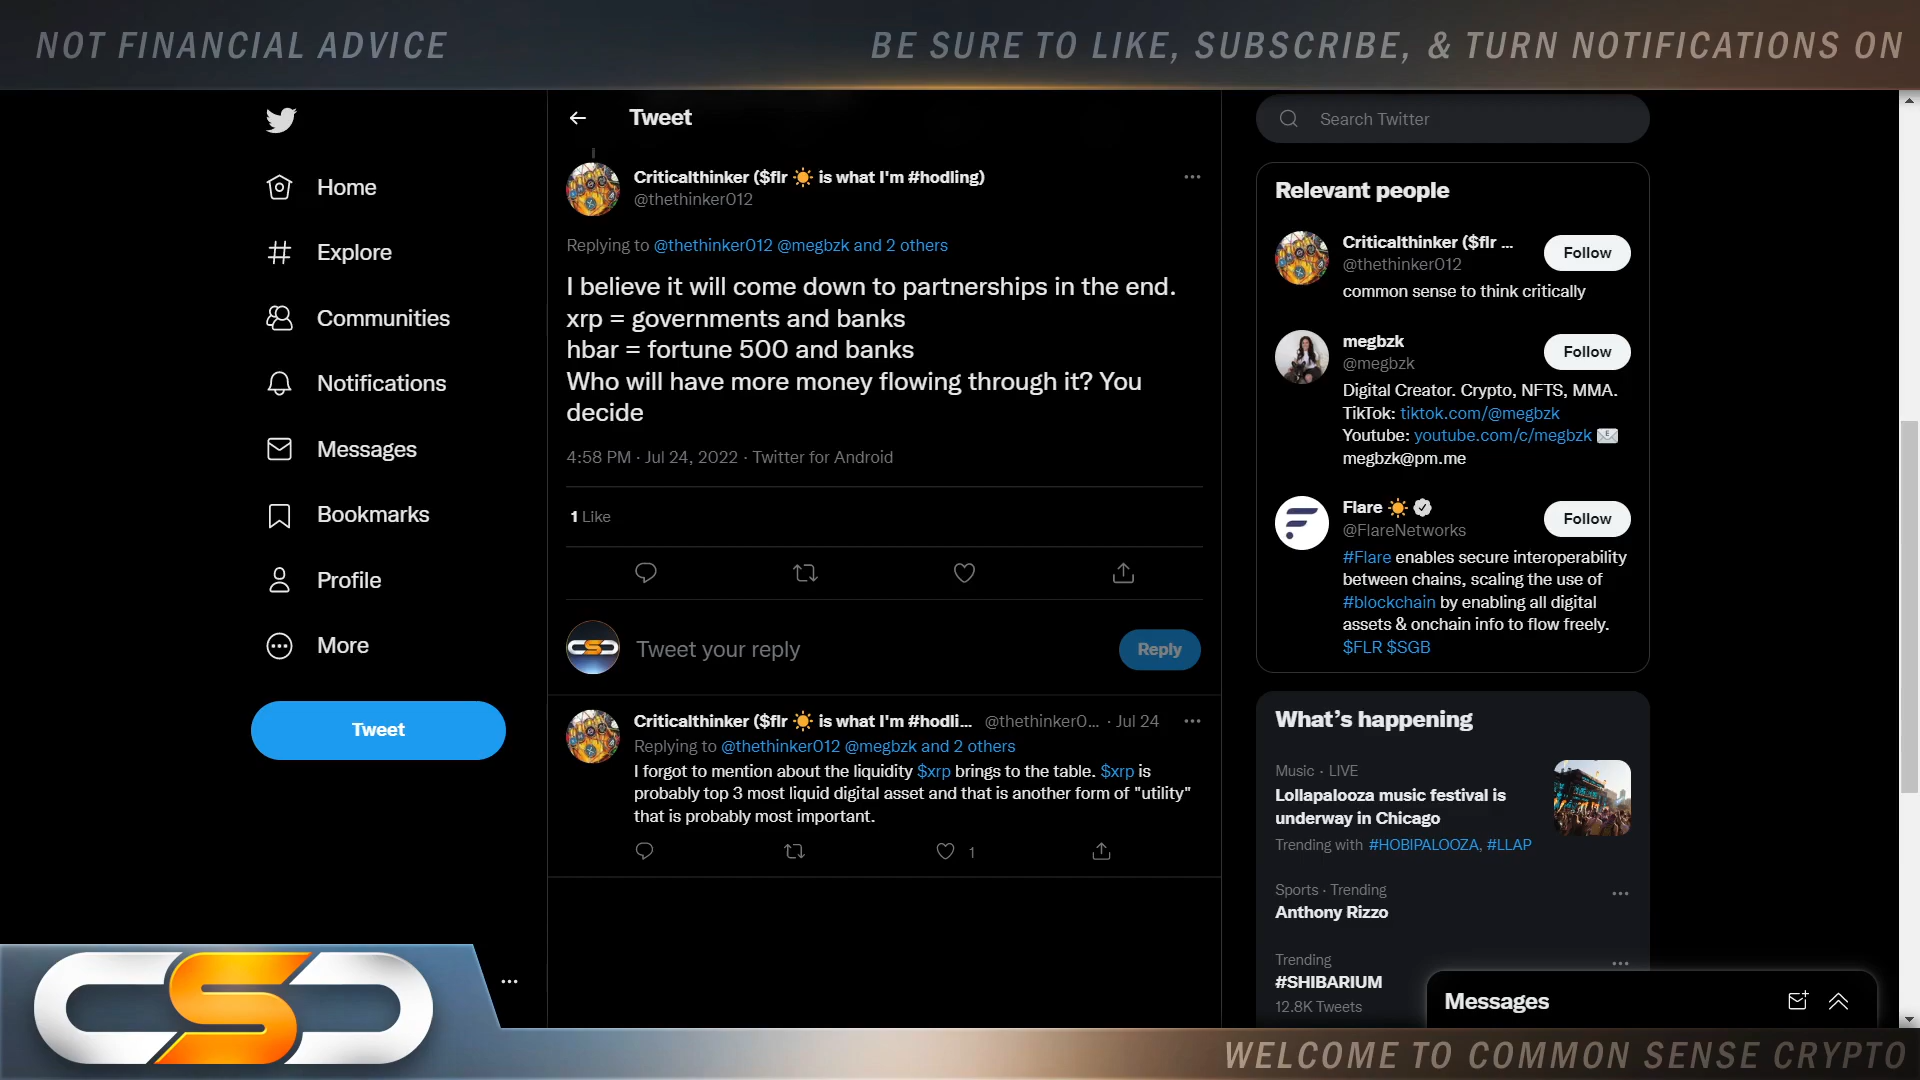 NOT FINANCIAL ADVICE
BE SURE TO LIKE, SUBSCRIBE, & TURN NOTIFICATIONS ON
Home
Explore
Communities
Notifications
Messages
Bookmarks
Profile
More
Tweet
Tweet
Criticalthinker ($flr ☀️ is what I'm #hodling)
@thethinker012
Replying to @thethinker012 @megbzk and 2 others
I believe it will come down to partnerships in the end.
xrp = governments and banks
hbar = fortune 500 and banks
Who will have more money flowing through it? You
decide
4:58 PM · Jul 24, 2022 · Twitter for Android
1 Like
Tweet your reply
Reply
Criticalthinker ($flr ☀️ is what I'm #hodli... @thethinker0... · Jul 24
Replying to @thethinker012 @megbzk and 2 others
I forgot to mention about the liquidity $xrp brings to the table. $xrp is
probably top 3 most liquid digital asset and that is another form of "utility"
that is probably most important.
1
Search Twitter
Relevant people
Criticalthinker ($flr ...
@thethinker012
Follow
common sense to think critically
megbzk
@megbzk
Follow
Digital Creator. Crypto, NFTS, MMA.
TikTok: tiktok.com/@megbzk
Youtube: youtube.com/c/megbzk 📧
megbzk@pm.me
Flare ☀️
@FlareNetworks
Follow
#Flare enables secure interoperability
between chains, scaling the use of
#blockchain by enabling all digital
assets & onchain info to flow freely.
$FLR $SGB
What's happening
Music · LIVE
Lollapalooza music festival is
underway in Chicago
Trending with #HOBIPALOOZA, #LLAP
Sports · Trending
Anthony Rizzo
Trending
#SHIBARIUM
12.8K Tweets
Messages
CSC
WELCOME TO COMMON SENSE CRYPTO